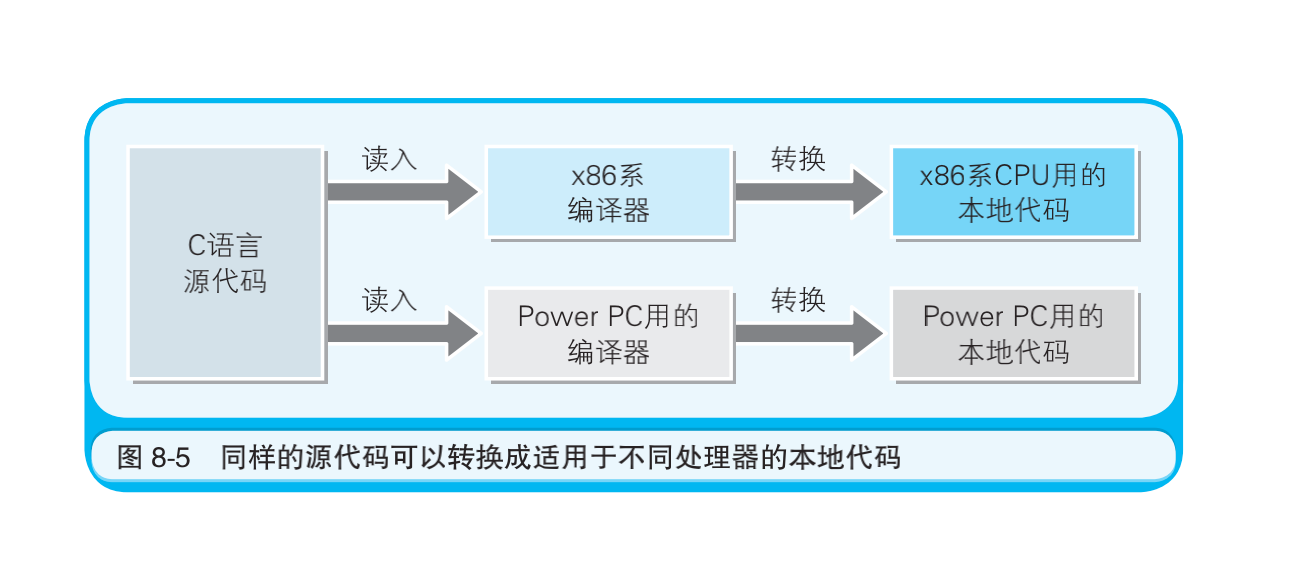 C语言
源代码
读入
x86系
编译器
转换
x86系CPU用的
本地代码
读入
Power PC用的
编译器
转换
Power PC用的
本地代码
图 8-5 同样的源代码可以转换成适用于不同处理器的本地代码